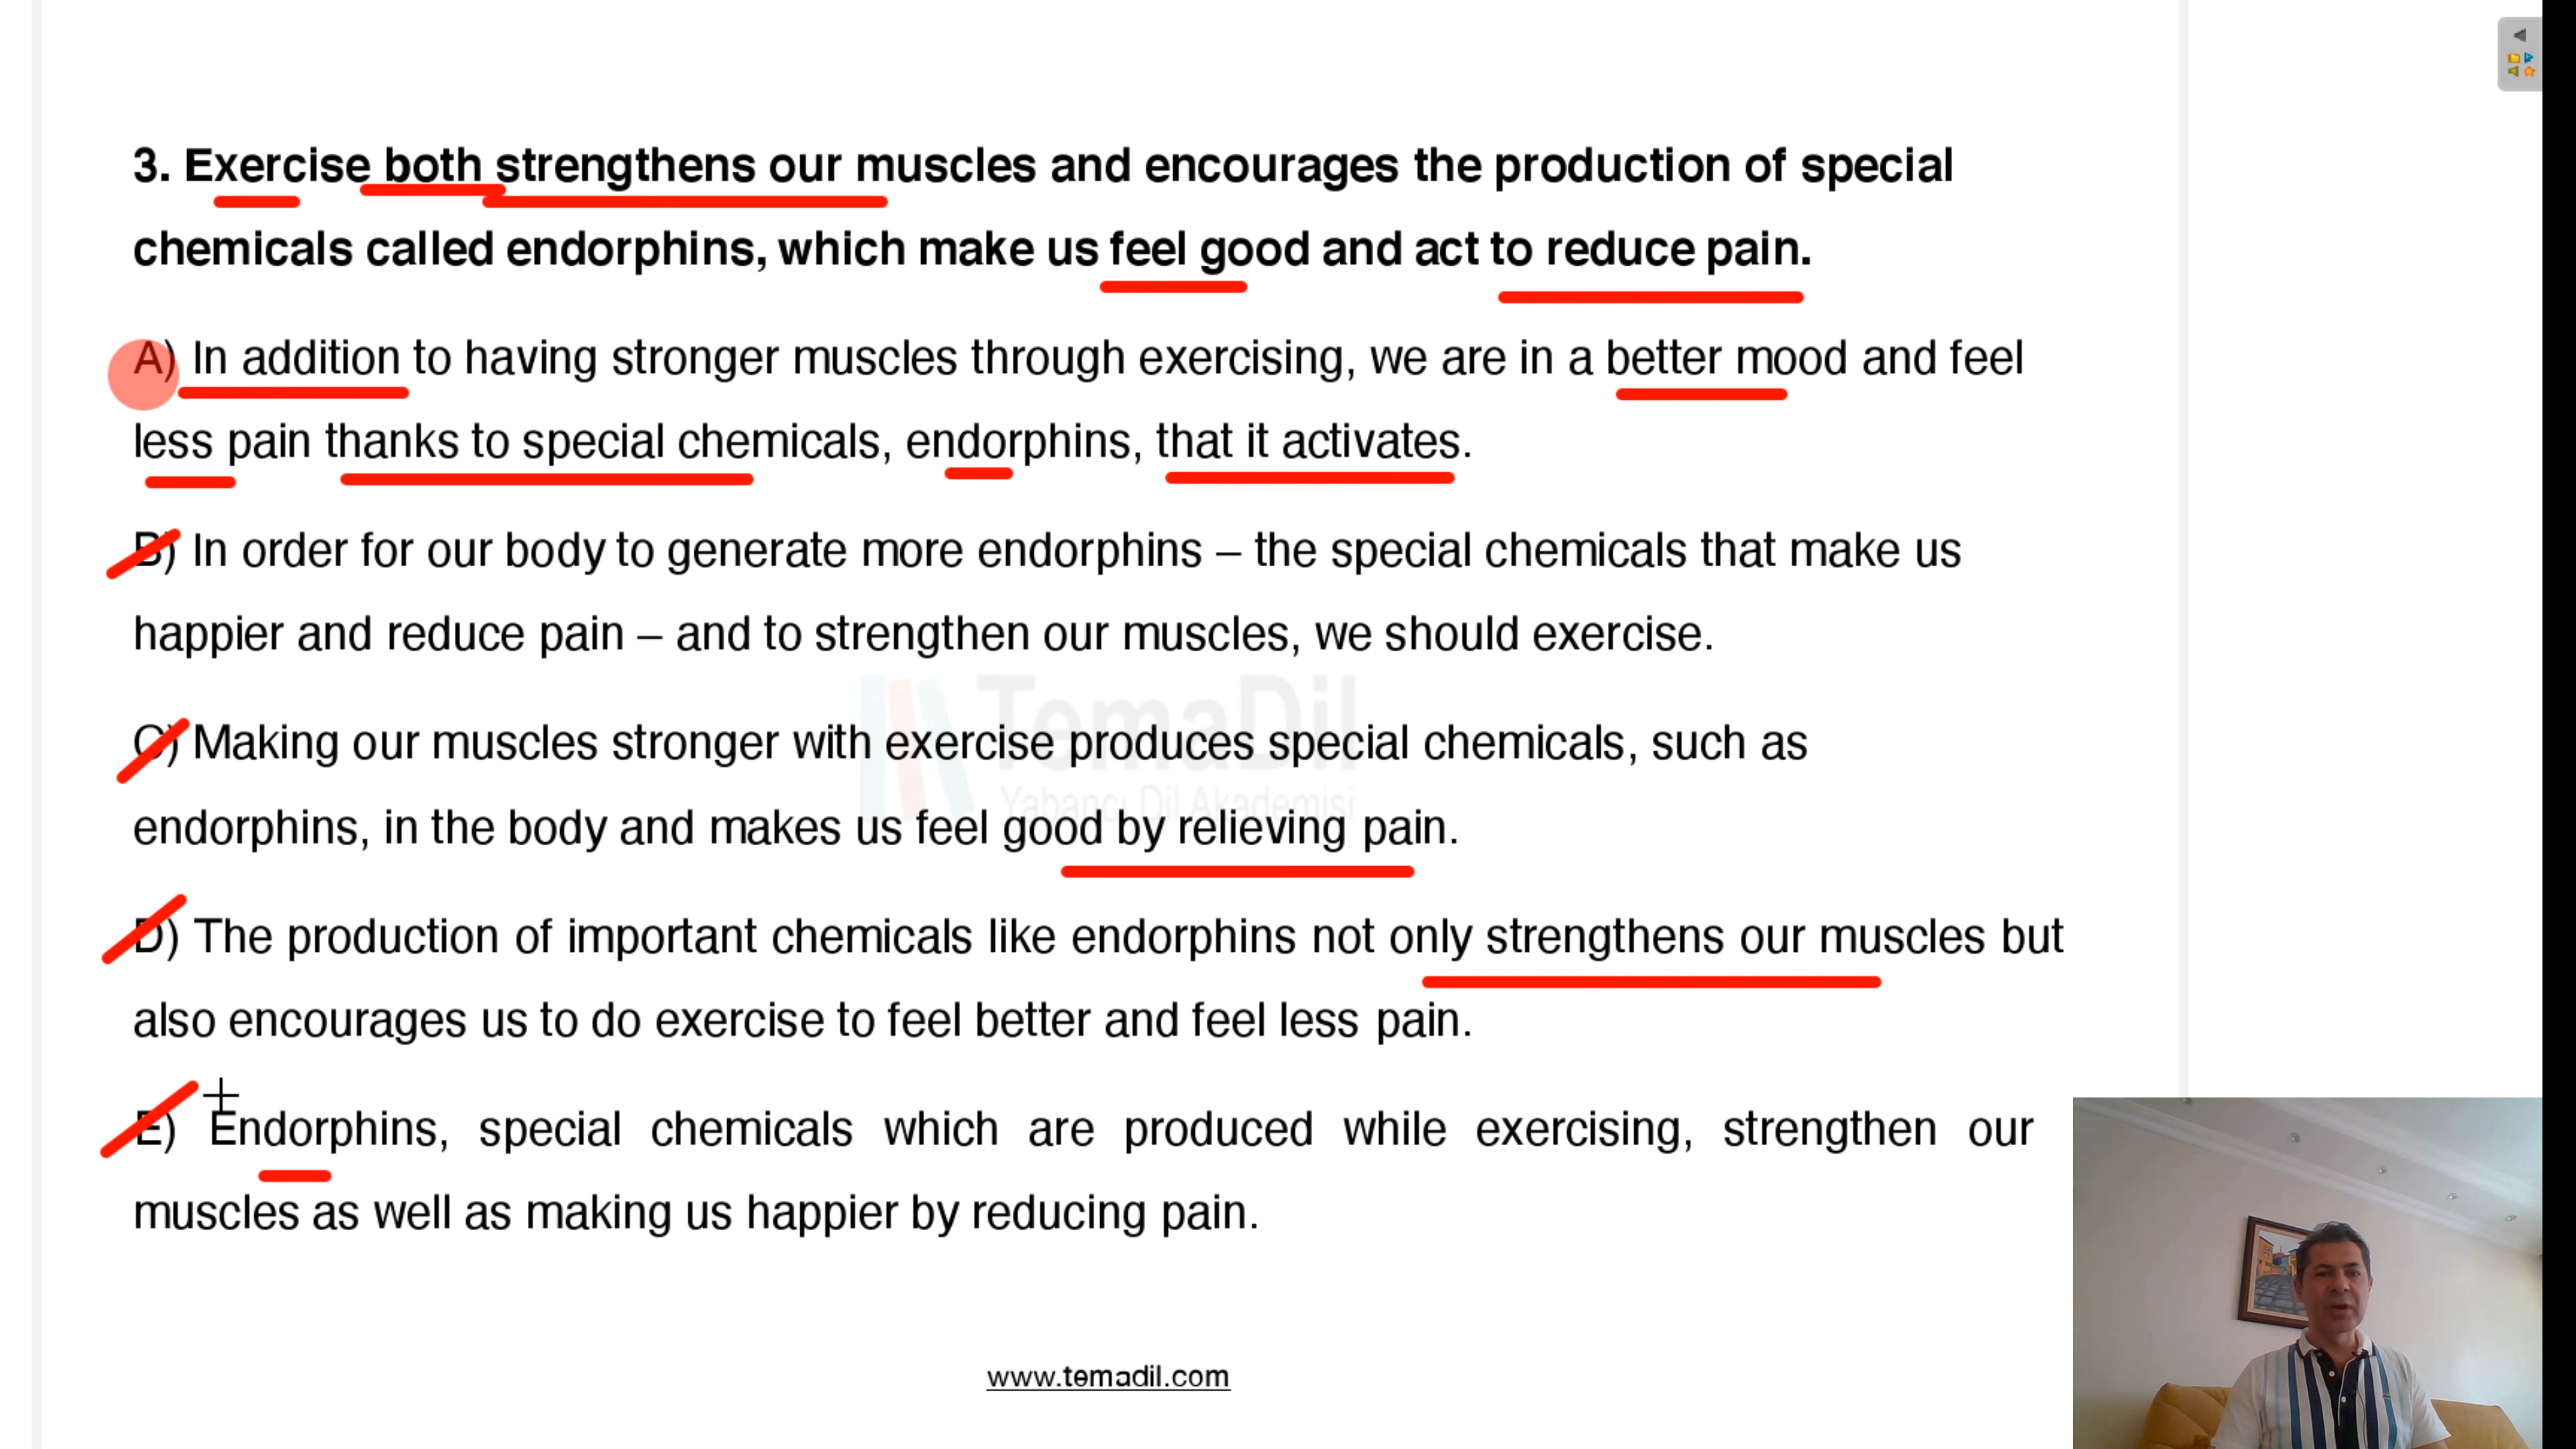 3. Exercise both strengthens our muscles and encourages the production of special
chemicals called endorphins, which make us feel good and act to reduce pain.
A) In addition to having stronger muscles through exercising, we are in a better mood and feel
less pain thanks to special chemicals, endorphins, that it activates.
B) In order for our body to generate more endorphins – the special chemicals that make us
happier and reduce pain – and to strengthen our muscles, we should exercise.
TemaDil
C) Making our muscles stronger with exercise produces special chemicals, such as
Yabancı Dil Akademisi
endorphins, in the body and makes us feel good by relieving pain.
D) The production of important chemicals like endorphins not only strengthens our muscles but
also encourages us to do exercise to feel better and feel less pain.
E) Endorphins, special chemicals which are produced while exercising, strengthen our
muscles as well as making us happier by reducing pain.
www.temadil.com